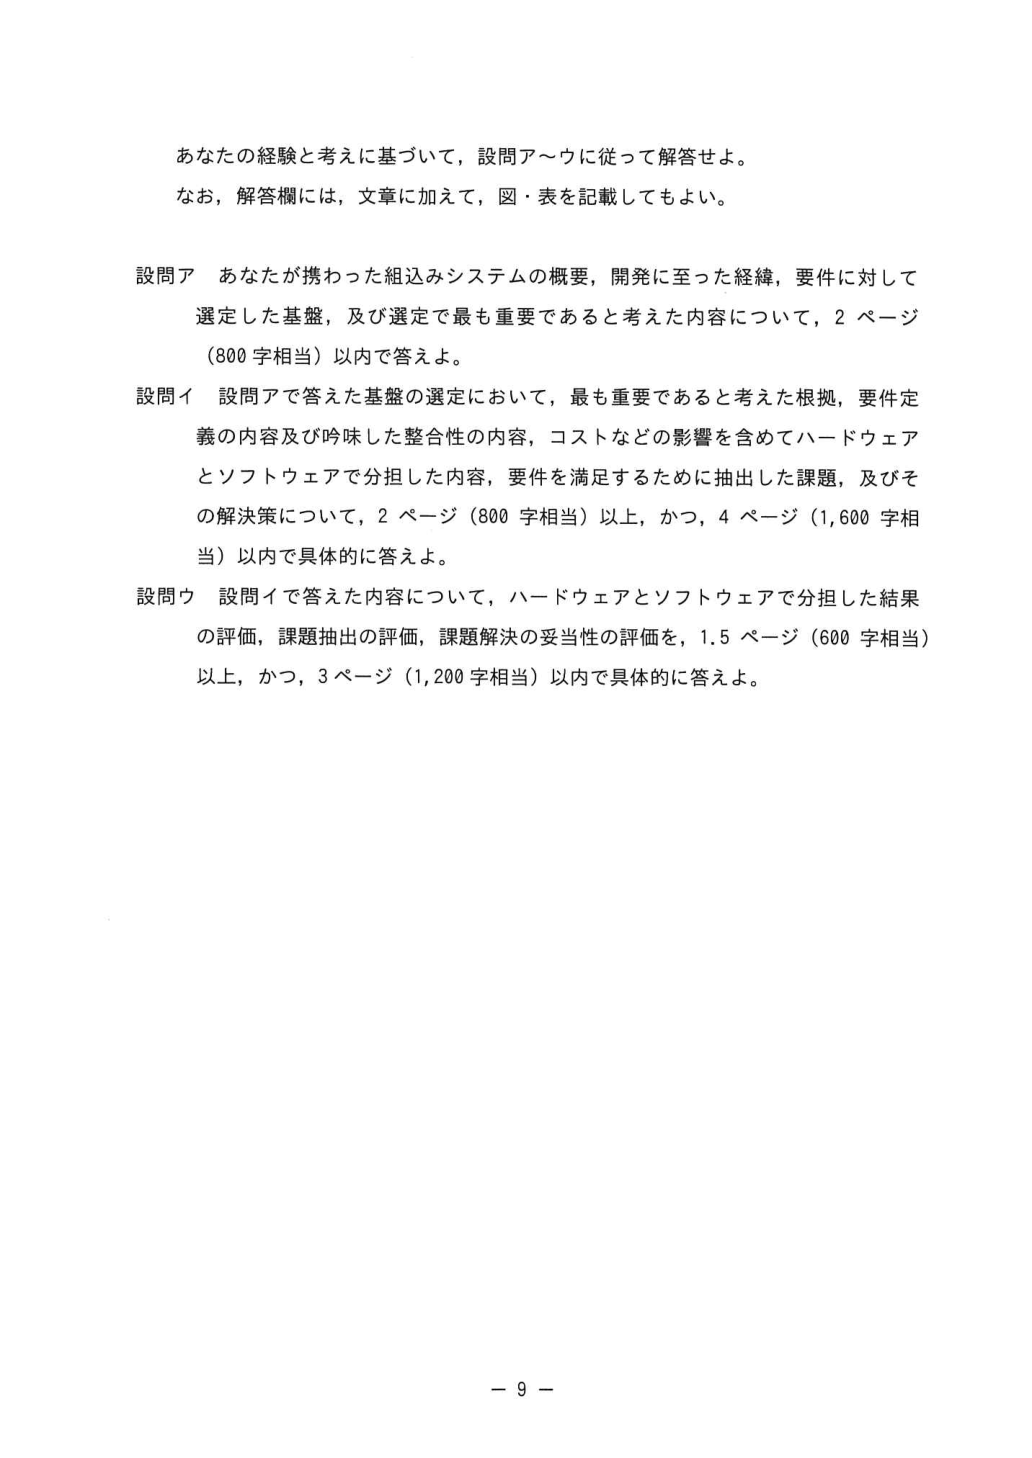 あなたの経験と考えに基づいて，設問ア～ウに従って解答せよ。
なお，解答欄には，文章に加えて，図・表を記載してもよい。
設問ア　あなたが携わった組込みシステムの概要，開発に至った経緯，要件に対して
選定した基盤，及び選定で最も重要であると考えた内容について，2 ページ
（800 字相当）以内で答えよ。
設問イ　設問アで答えた基盤の選定において，最も重要であると考えた根拠，要件定
義の内容及び吟味した整合性の内容，コストなどの影響を含めてハードウェア
とソフトウェアで分担した内容，要件を満足するために抽出した課題，及びそ
の解決策について，2 ページ（800 字相当）以上，かつ，4 ページ（1,600 字相
当）以内で具体的に答えよ。
設問ウ　設問イで答えた内容について，ハードウェアとソフトウェアで分担した結果
の評価，課題抽出の評価，課題解決の妥当性の評価を，1.5 ページ（600 字相当）
以上，かつ，3 ページ（1,200 字相当）以内で具体的に答えよ。
－ 9 －